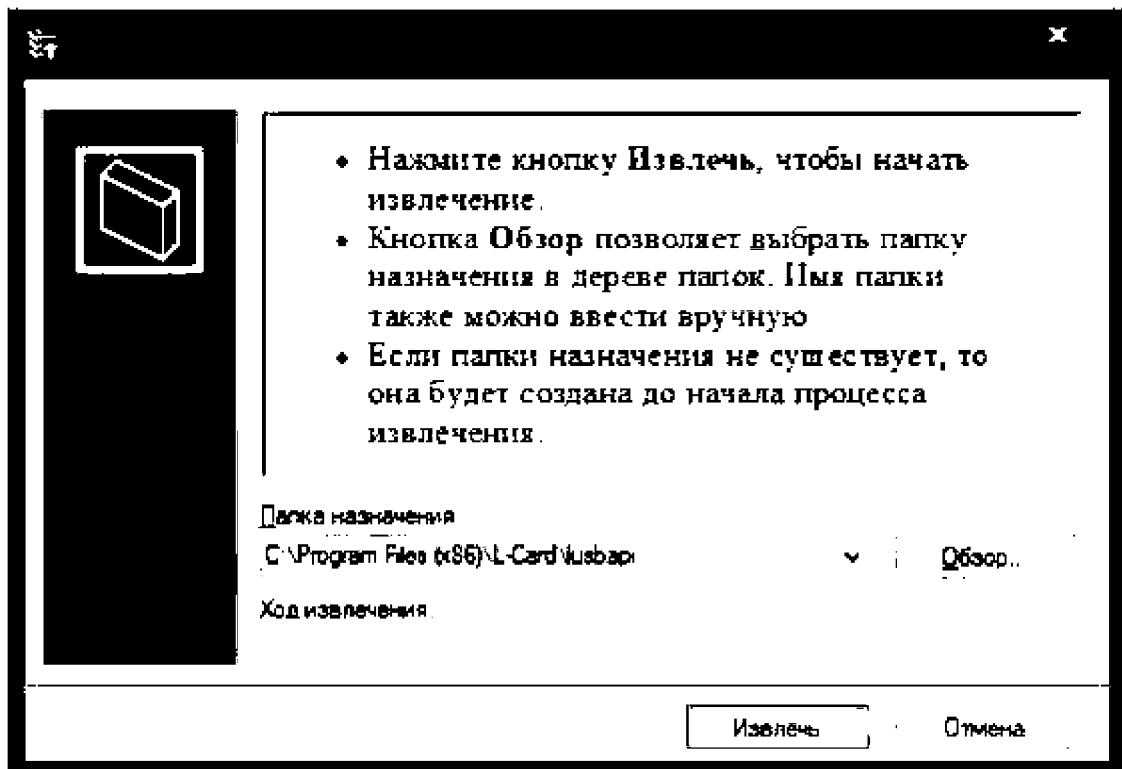 • Нажмите кнопку Извлечь, чтобы начать
извлечение.
• Кнопка Обзор позволяет выбрать папку
назначения в дереве папок. Имя папки
также можно ввести вручную
• Если папки назначения не существует, то
она будет создана до начала процесса
извлечения.
Папка назначения
C:\Program Files (x86)\L-Card\lusbapi
Обзор...
Ход извлечения
Извлечь
Отмена